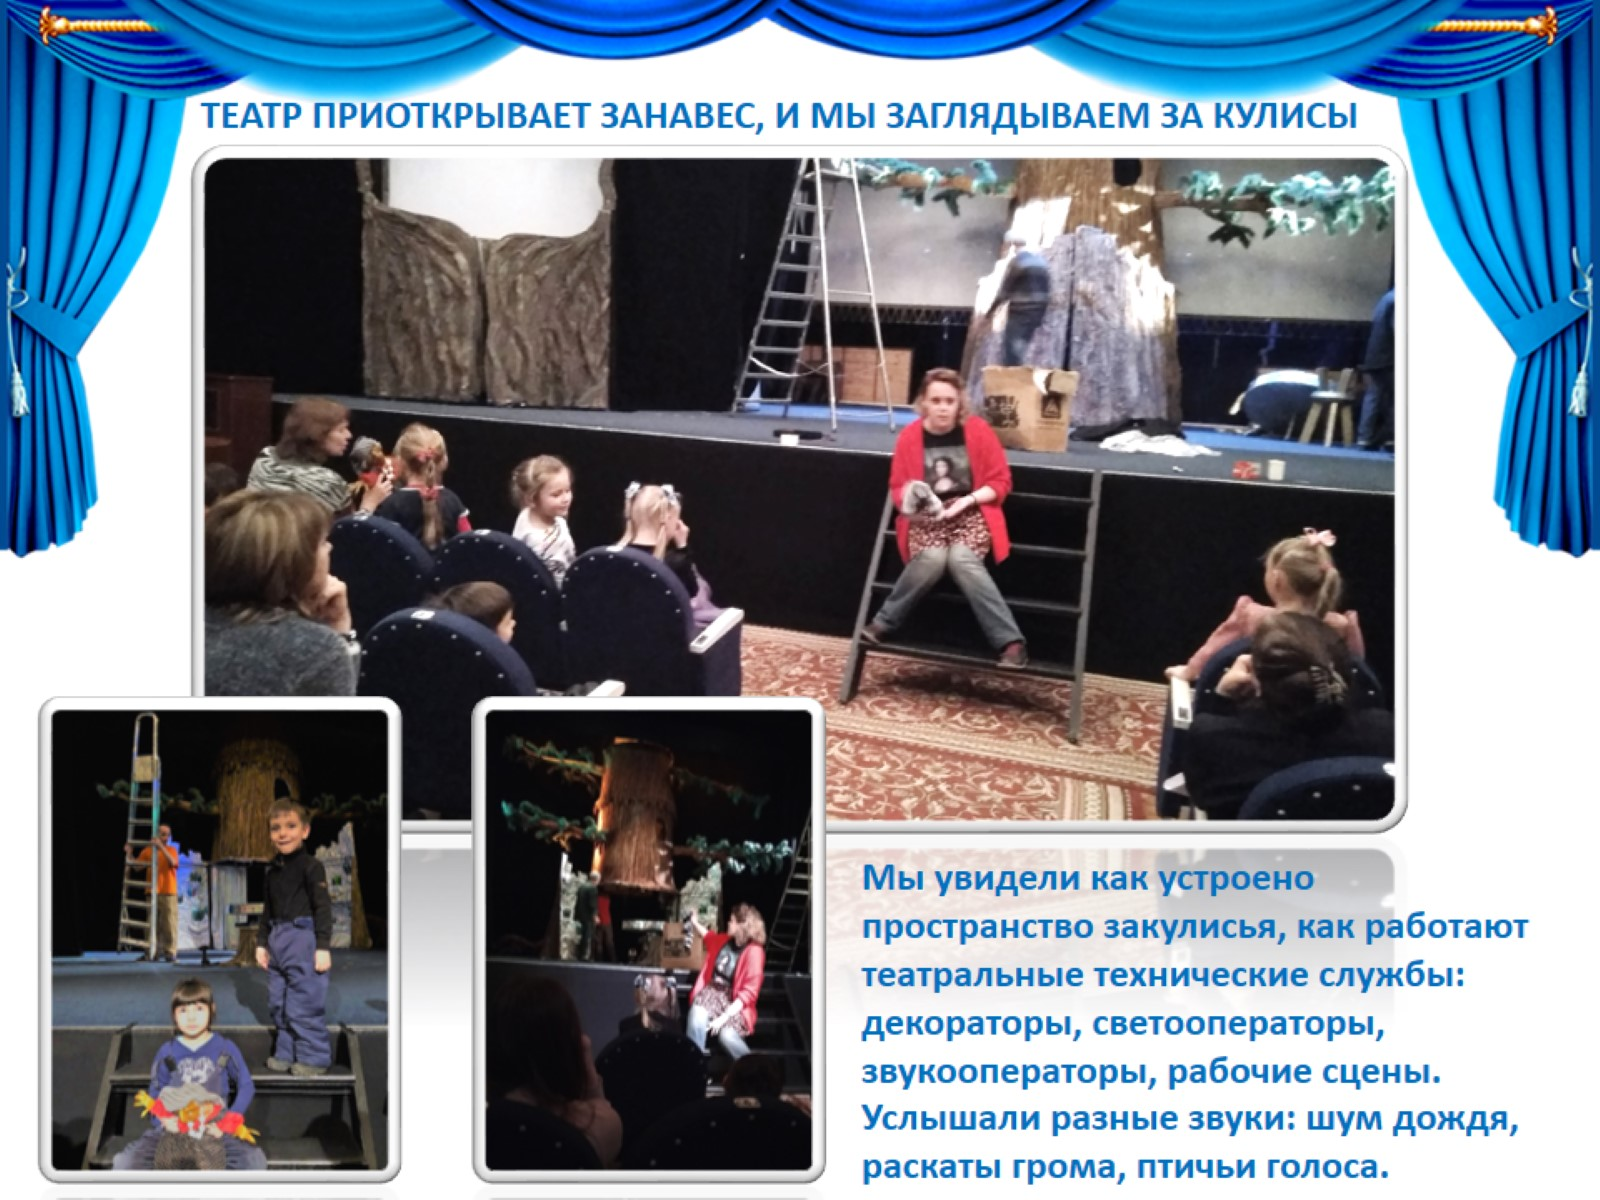 ТЕАТР ПРИОТКРЫВАЕТ ЗАНАВЕС, И МЫ ЗАГЛЯДЫВАЕМ ЗА КУЛИСЫ
Мы увидели как устроено
пространство закулисья, как работают
театральные технические службы:
декораторы, светооператоры,
звукооператоры, рабочие сцены.
Услышали разные звуки: шум дождя,
раскаты грома, птичьи голоса.